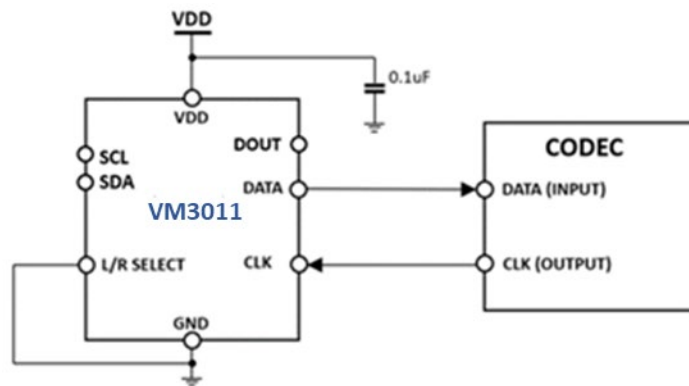 VDD
0.1uF
VDD
SCL
SDA
DOUT
DATA
VM3011
L/R SELECT
CLK
GND
CODEC
DATA (INPUT)
CLK (OUTPUT)